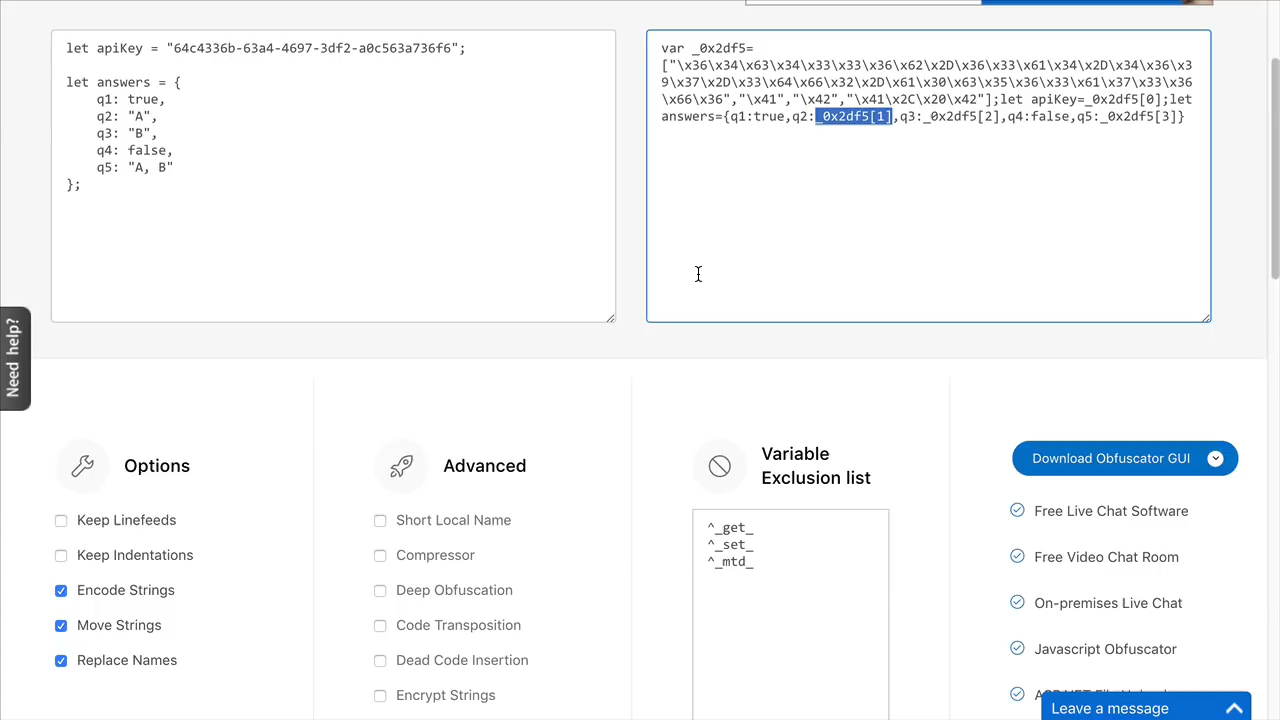 let apiKey = "64c4336b-63a4-4697-3df2-a0c563a736f6";
let answers = {
q1: true,
q2: "A",
q3: "B",
q4: false,
q5: "A, B"
};
var _0x2df5=
["\x36\x34\x63\x34\x33\x33\x36\x62\x2D\x36\x33\x61\x34\x2D\x34\x36\x3
9\x37\x2D\x33\x64\x66\x32\x2D\x61\x30\x63\x35\x36\x33\x61\x37\x33\x36
\x66\x36","\x41","\x42","\x41\x2C\x20\x42"];let apiKey=_0x2df5[0];let
answers={q1:true,q2:_0x2df5[1],q3:_0x2df5[2],q4:false,q5:_0x2df5[3]}
Need help?
Options
Keep Linefeeds
Keep Indentations
Encode Strings
Move Strings
Replace Names
Advanced
Short Local Name
Compressor
Deep Obfuscation
Code Transposition
Dead Code Insertion
Encrypt Strings
Variable
Exclusion list
^_get_
^_set_
^_mtd_
Download Obfuscator GUI
Free Live Chat Software
Free Video Chat Room
On-premises Live Chat
Javascript Obfuscator
Leave a message